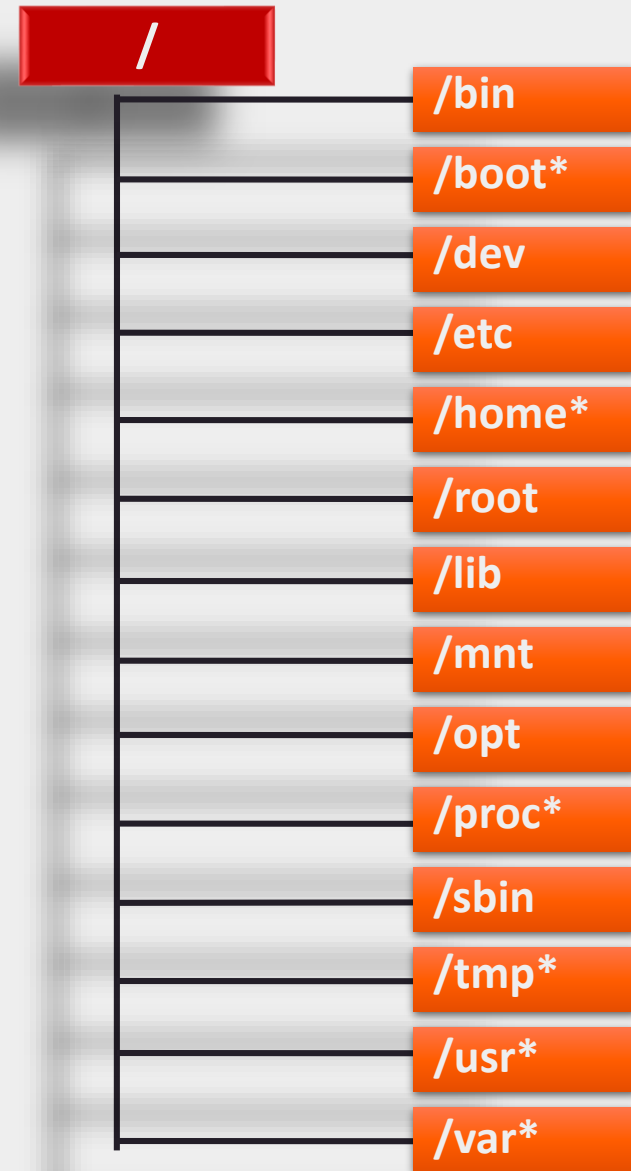 /
/bin
/boot*
/dev
/etc
/home*
/root
/lib
/mnt
/opt
/proc*
/sbin
/tmp*
/usr*
/var*